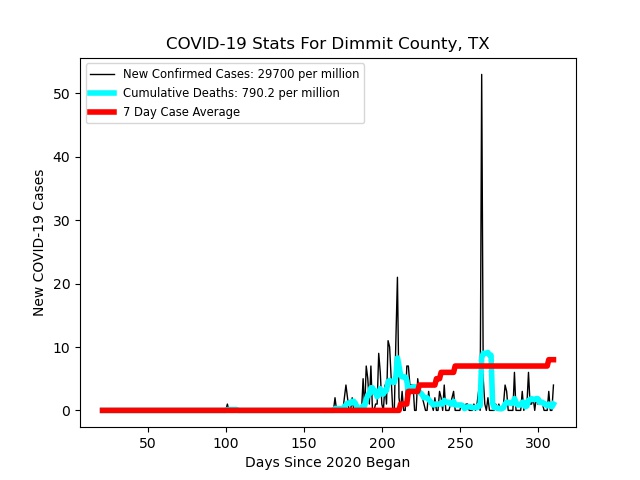 COVID-19 Stats For Dimmit County, TX
New Confirmed Cases: 29700 per million
Cumulative Deaths: 790.2 per million
7 Day Case Average
New COVID-19 Cases
50
40
30
20
10
0
50 100 150 200 250 300
Days Since 2020 Began